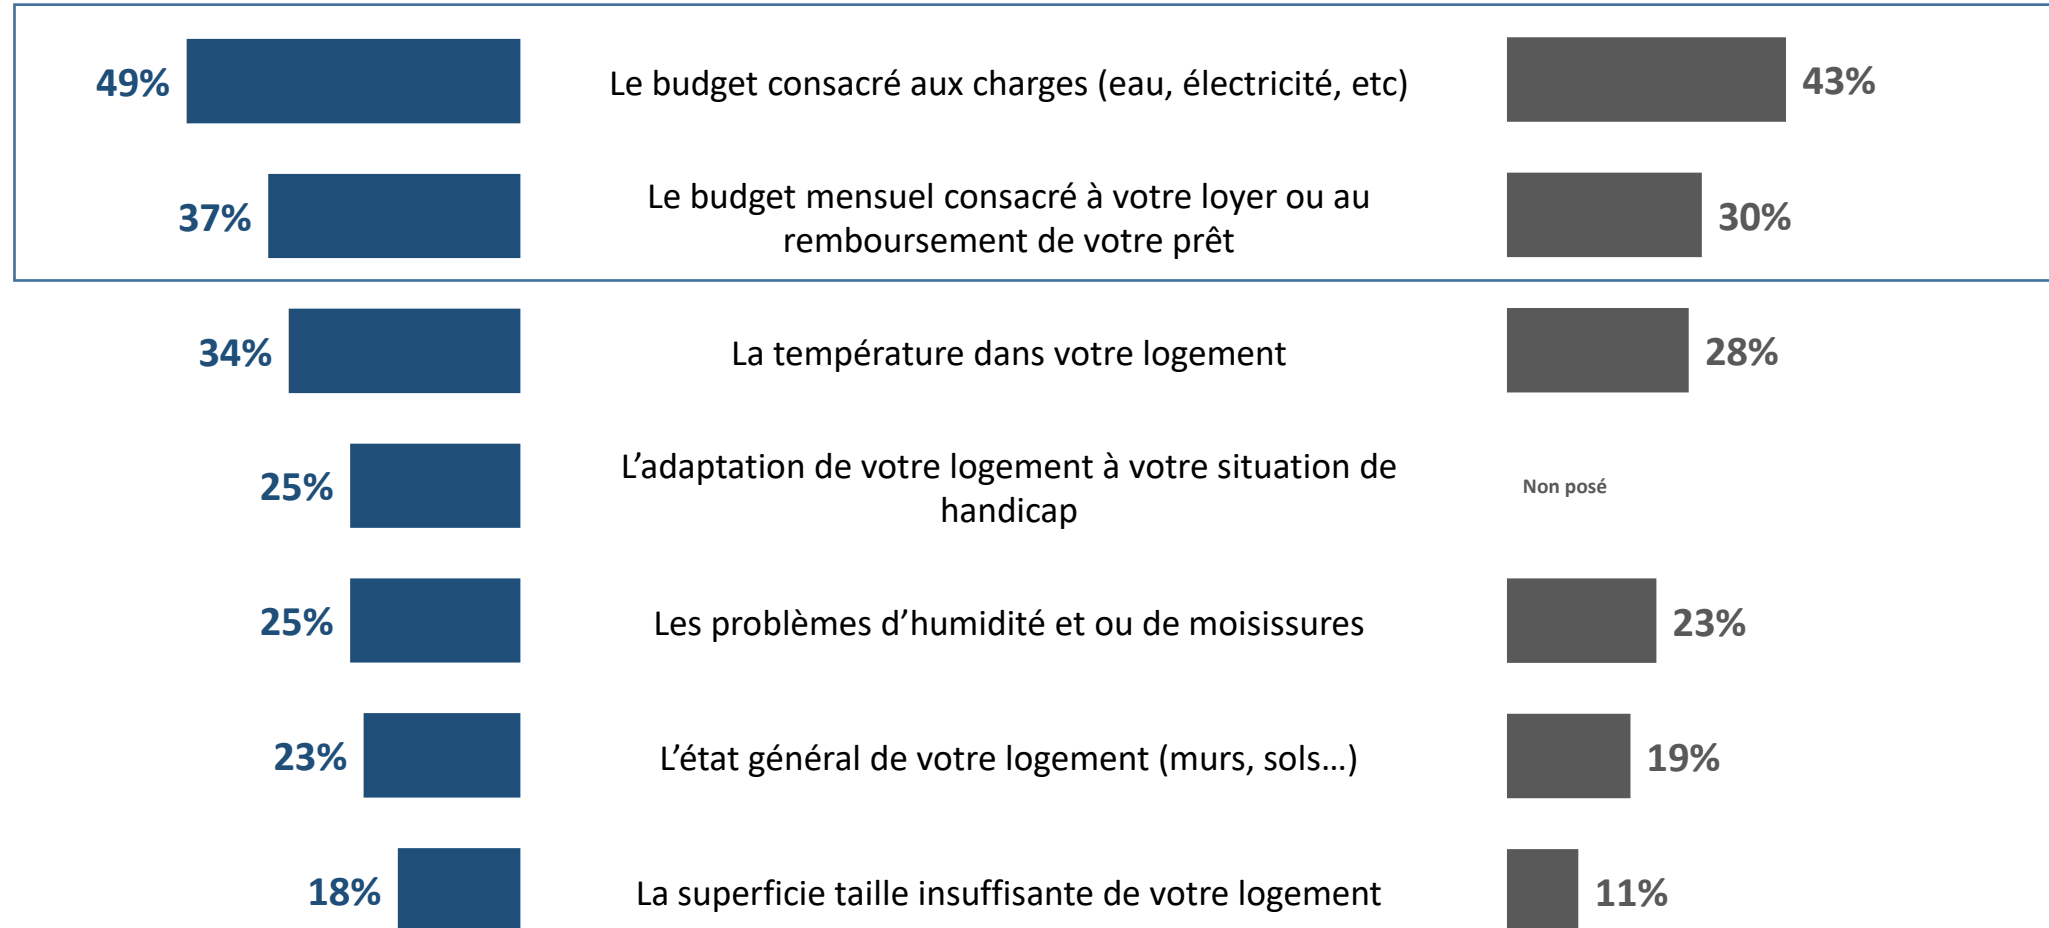 49% Le budget consacré aux charges (eau, électricité, etc) 43%
37% Le budget mensuel consacré à votre loyer ou au
remboursement de votre prêt 30%
34% La température dans votre logement 28%
25% L’adaptation de votre logement à votre situation de
handicap Non posé
25% Les problèmes d’humidité et ou de moisissures 23%
23% L’état général de votre logement (murs, sols…) 19%
18% La superficie taille insuffisante de votre logement 11%